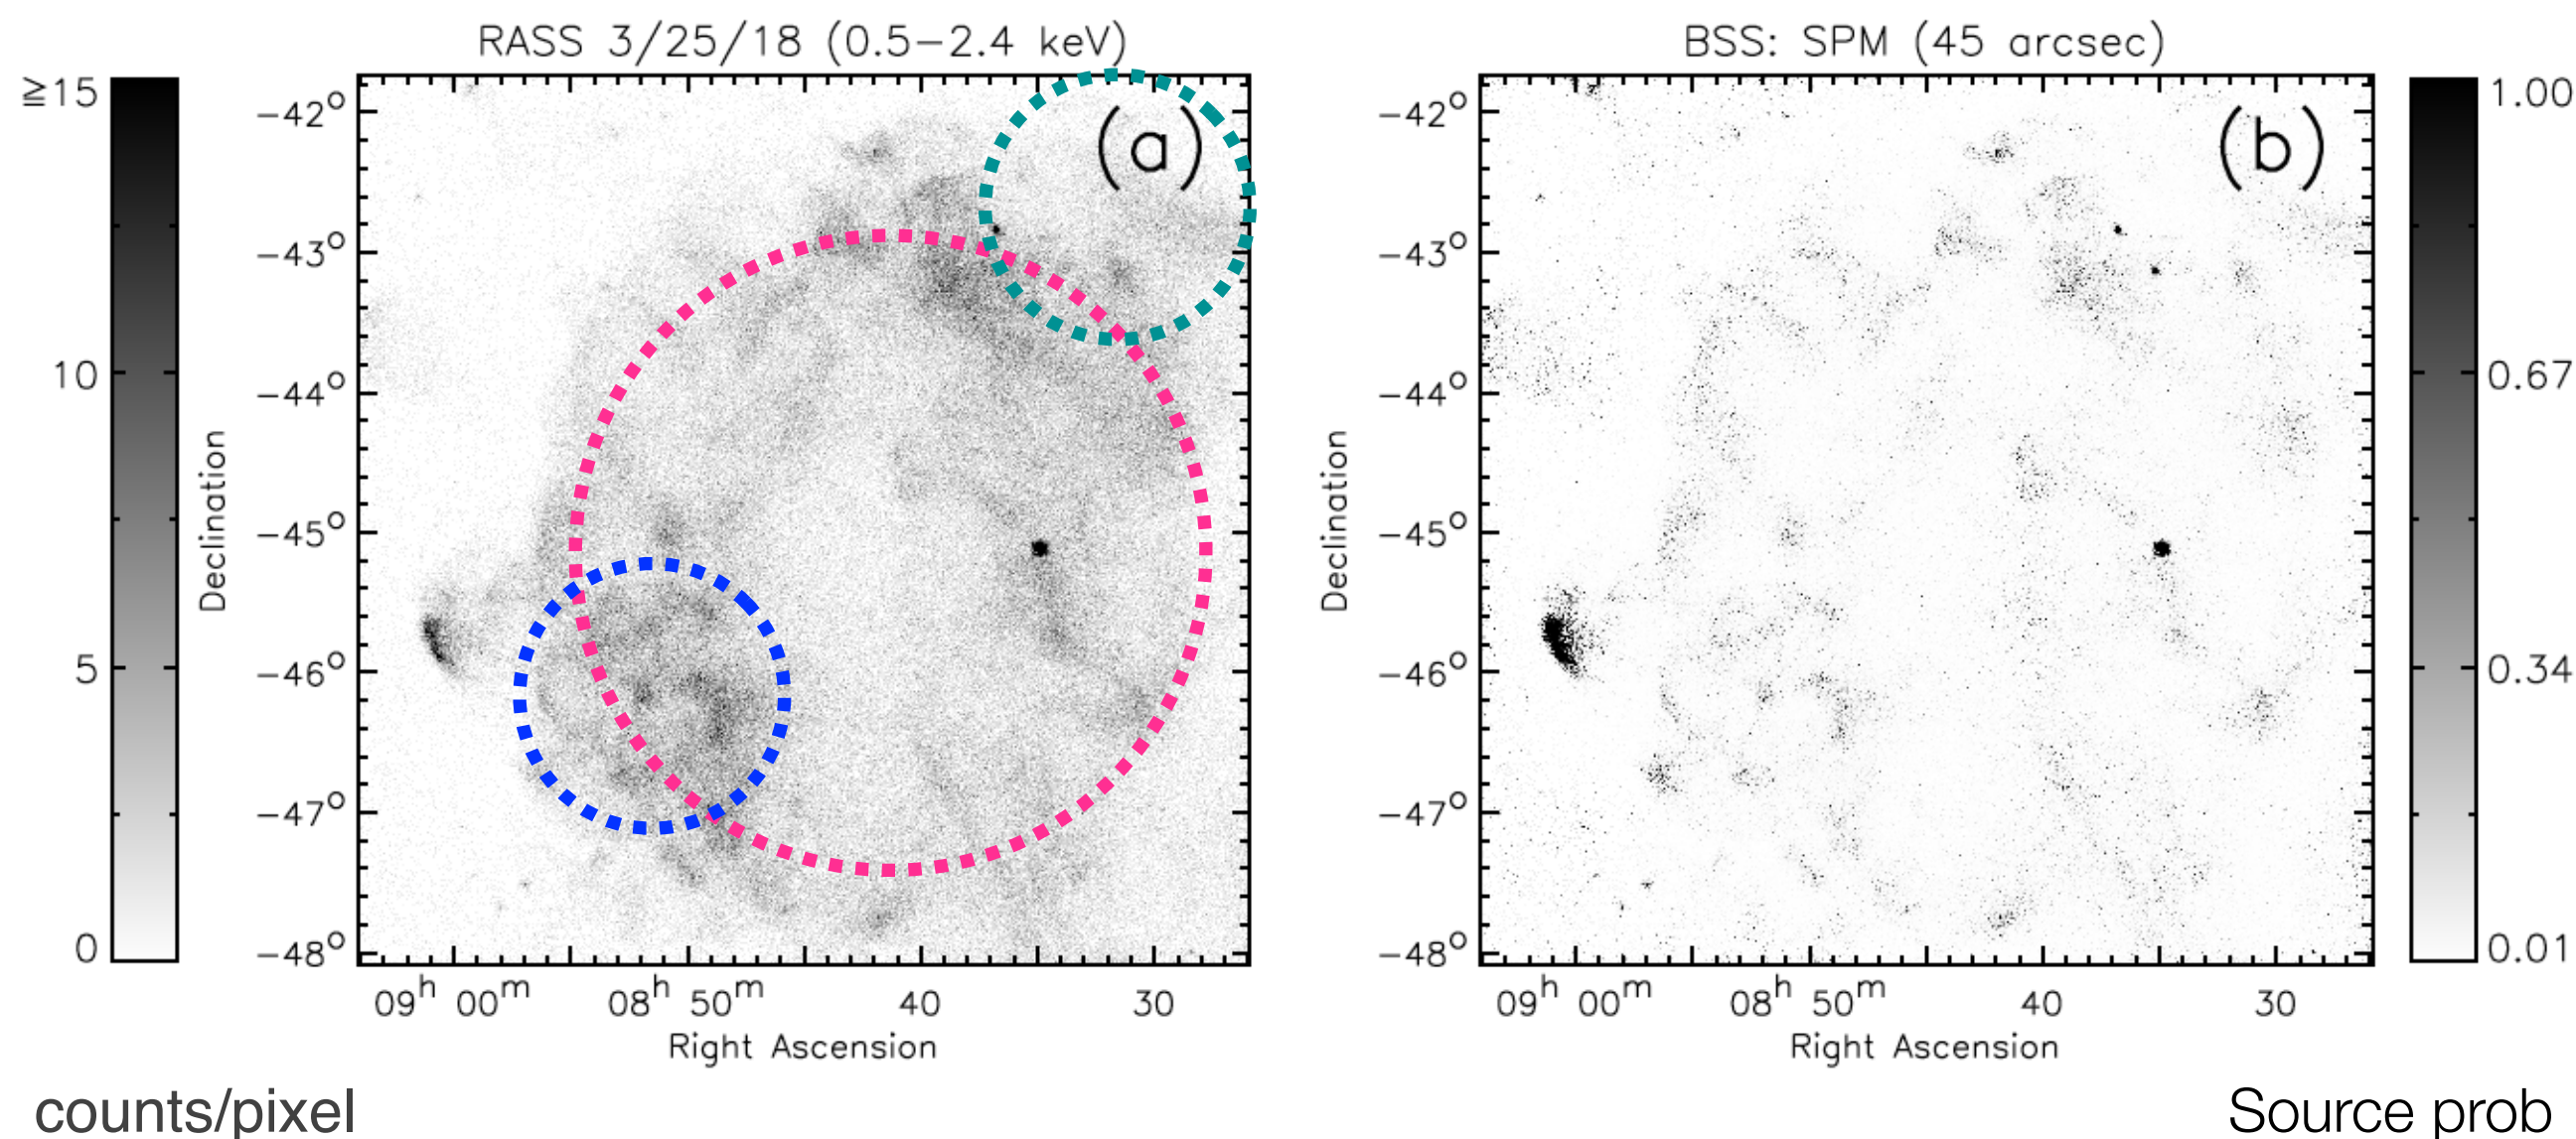 RASS 3/25/18 (0.5−2.4 keV)
BSS: SPM (45 arcsec)
≥15
10
5
0
Declination
−42°
−43°
−44°
−45°
−46°
−47°
−48°
(a)
09ʰ 00ᵐ
08ʰ 50ᵐ
40
30
Right Ascension
Declination
−42°
−43°
−44°
−45°
−46°
−47°
−48°
(b)
09ʰ 00ᵐ
08ʰ 50ᵐ
40
30
Right Ascension
1.00
0.67
0.34
0.01
counts/pixel
Source prob